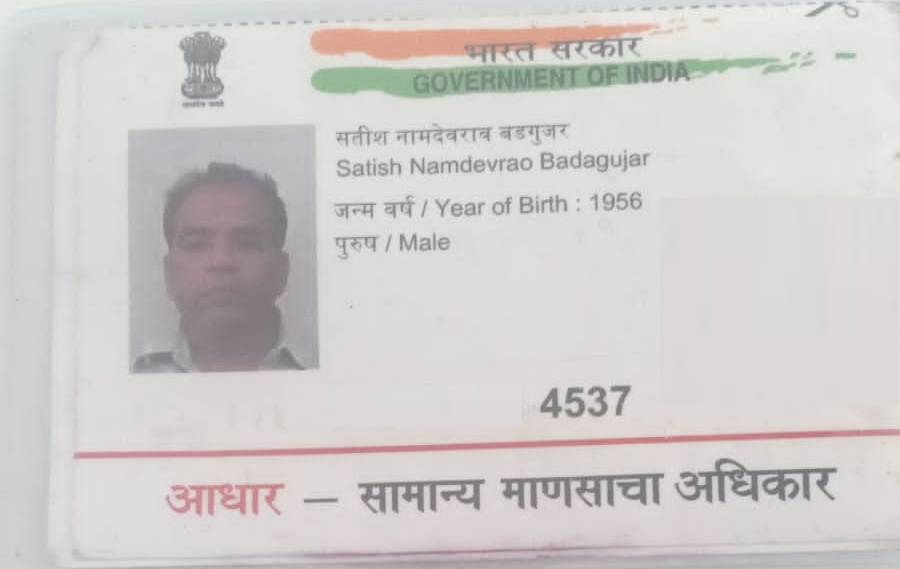 भारत सरकार
GOVERNMENT OF INDIA
सतीश नामदेवराव बडगुजर
Satish Namdevrao Badagujar
जन्म वर्ष / Year of Birth : 1956
पुरुष / Male
4537
आधार – सामान्य माणसाचा अधिकार